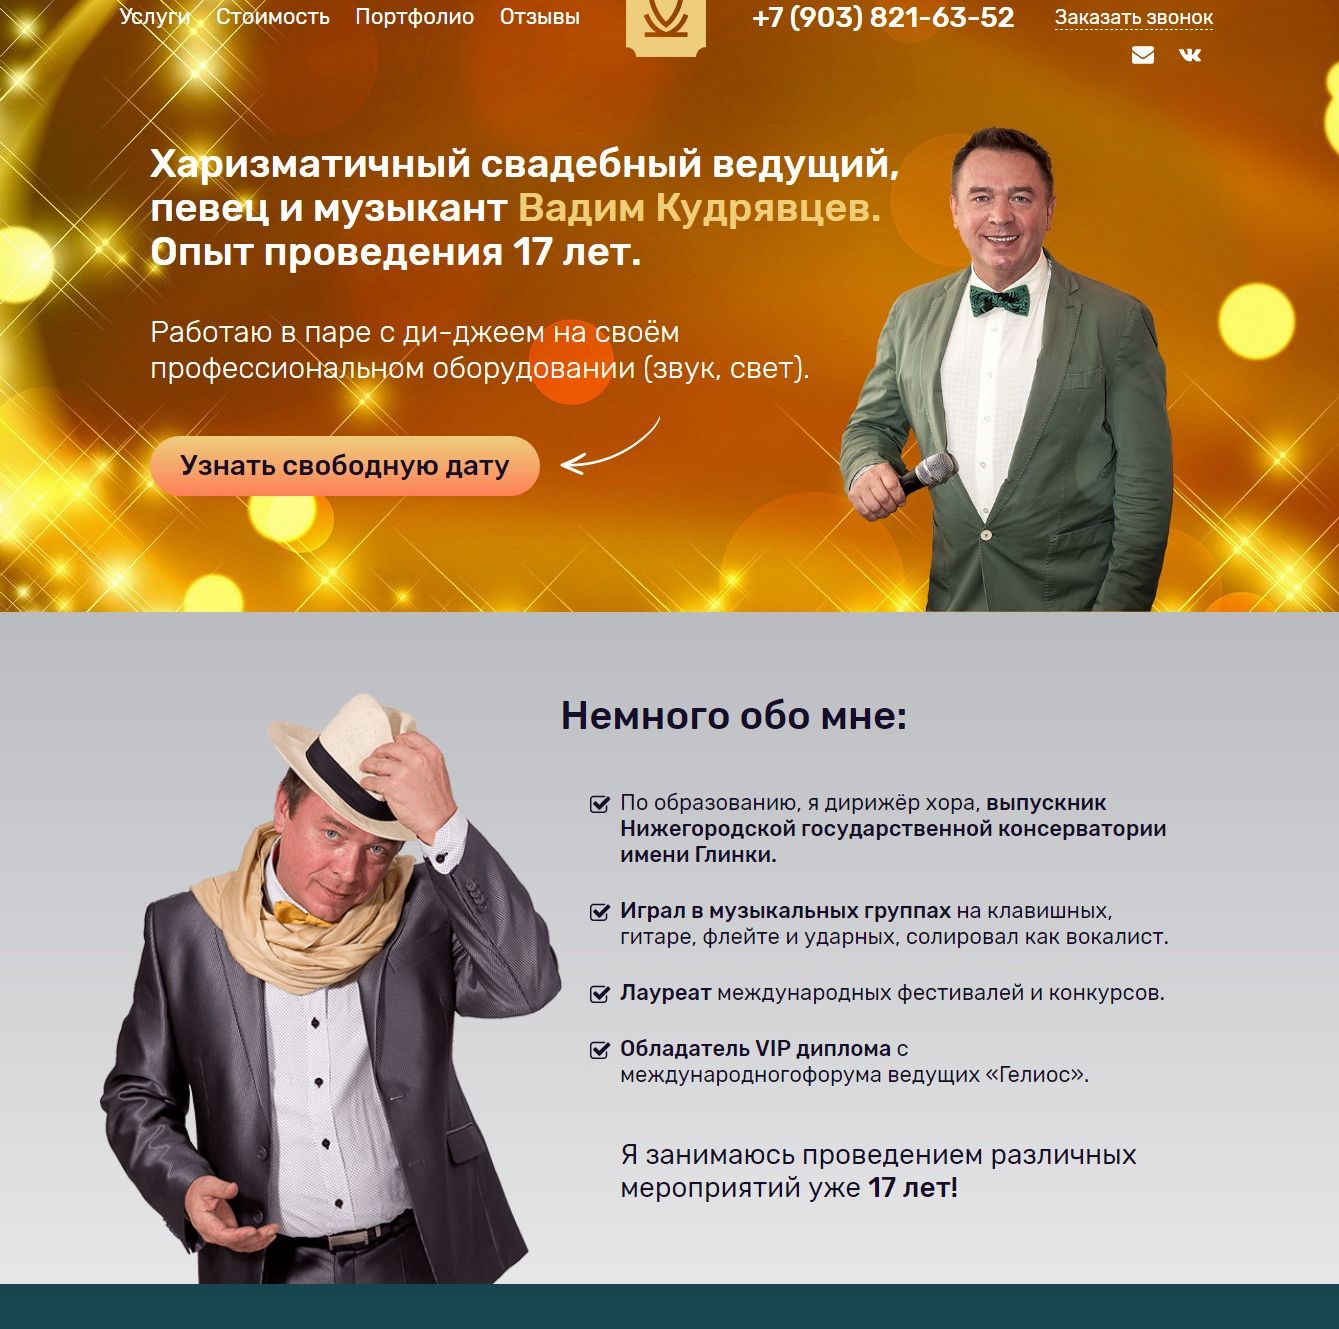 Услуги Стоимость Портфолио Отзывы +7 (903) 821-63-52 Заказать звонок
Харизматичный свадебный ведущий,
певец и музыкант Вадим Кудрявцев.
Опыт проведения 17 лет.
Работаю в паре с ди-джеем на своём
профессиональном оборудовании (звук, свет).
Узнать свободную дату
Немного обо мне:
По образованию, я дирижёр хора, выпускник
Нижегородской государственной консерватории
имени Глинки.
Играл в музыкальных группах на клавишных,
гитаре, флейте и ударных, солировал как вокалист.
Лауреат международных фестивалей и конкурсов.
Обладатель VIP диплома с
международногофорума ведущих «Гелиос».
Я занимаюсь проведением различных
мероприятий уже 17 лет!